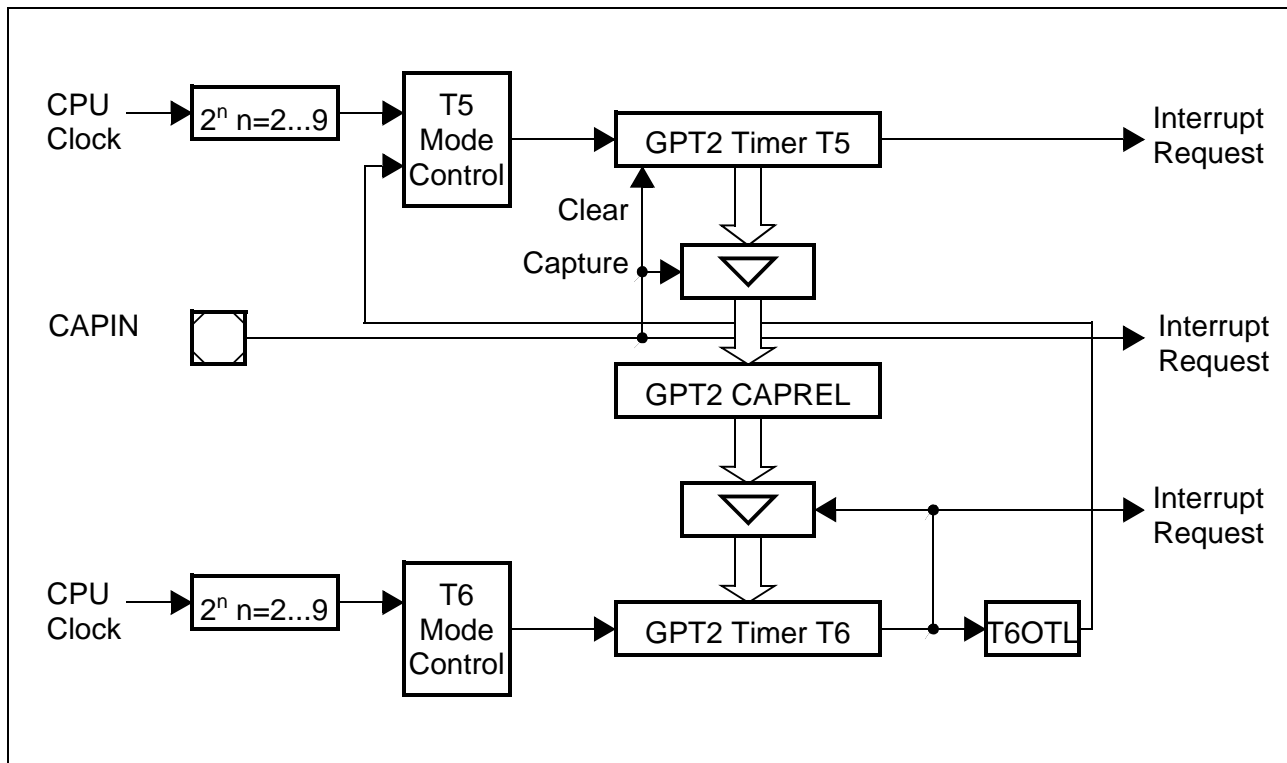 CPU
Clock
2ⁿ n=2...9
T5
Mode
Control
GPT2 Timer T5
Interrupt
Request
Clear
Capture
CAPIN
Interrupt
Request
GPT2 CAPREL
Interrupt
Request
CPU
Clock
2ⁿ n=2...9
T6
Mode
Control
GPT2 Timer T6
T6OTL